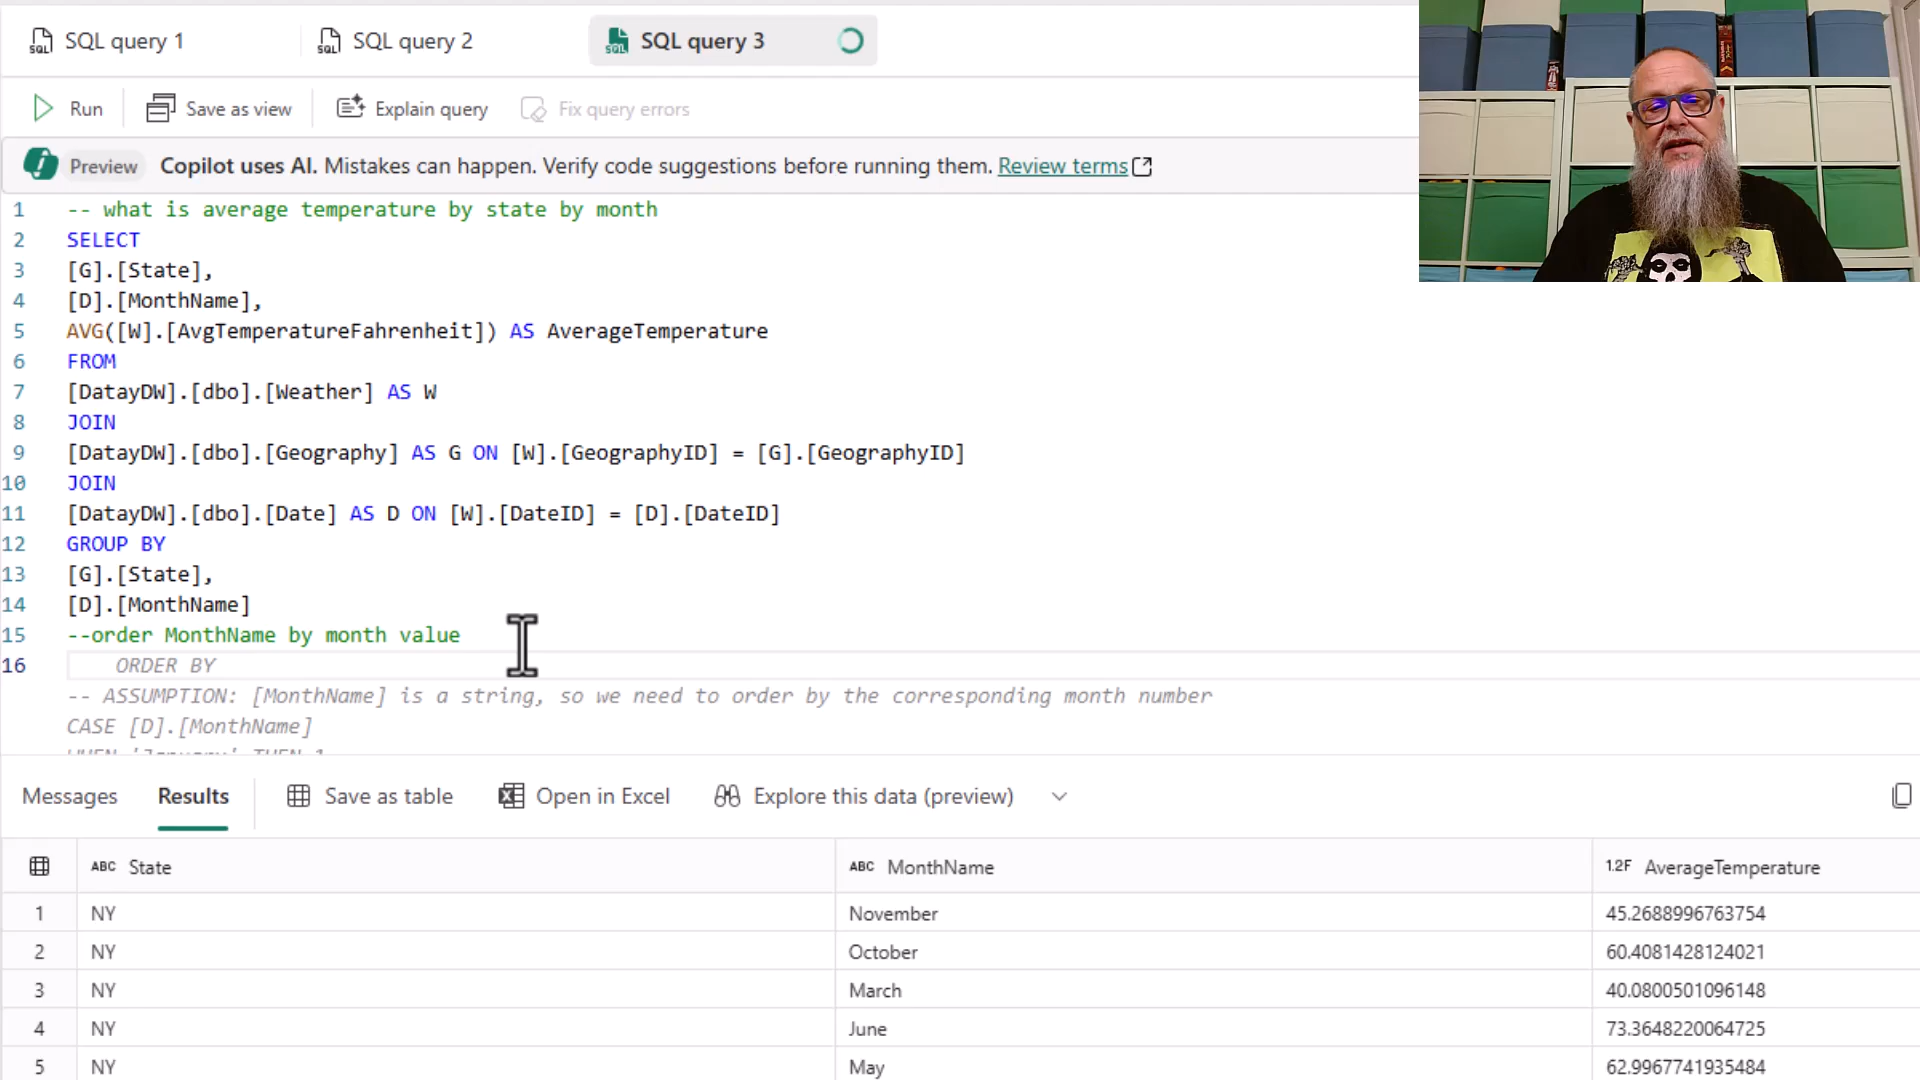 SQL query 1
SQL query 2
SQL query 3
Run
Save as view
Explain query
Fix query errors
Preview Copilot uses AI. Mistakes can happen. Verify code suggestions before running them. Review terms
1 -- what is average temperature by state by month
2 SELECT
3 [G].[State],
4 [D].[MonthName],
5 AVG([W].[AvgTemperatureFahrenheit]) AS AverageTemperature
6 FROM
7 [DatayDW].[dbo].[Weather] AS W
8 JOIN
9 [DatayDW].[dbo].[Geography] AS G ON [W].[GeographyID] = [G].[GeographyID]
10 JOIN
11 [DatayDW].[dbo].[Date] AS D ON [W].[DateID] = [D].[DateID]
12 GROUP BY
13 [G].[State],
14 [D].[MonthName]
15 --order MonthName by month value
16 ORDER BY
-- ASSUMPTION: [MonthName] is a string, so we need to order by the corresponding month number
CASE [D].[MonthName]
WHEN 'January' THEN 1
Messages
Results
Save as table
Open in Excel
Explore this data (preview)
ABC State ABC MonthName 1.2F AverageTemperature
1 NY November 45.2688996763754
2 NY October 60.4081428124021
3 NY March 40.0800501096148
4 NY June 73.3648220064725
5 NY May 62.9967741935484